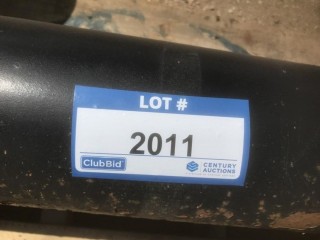 LOT #
2011
ClubBid
CENTURY
AUCTIONS